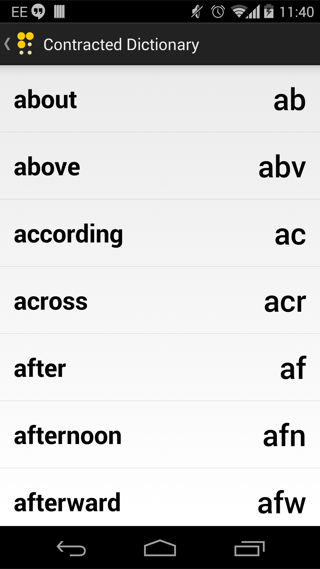 EE 11:40
Contracted Dictionary
about ab
above abv
according ac
across acr
after af
afternoon afn
afterward afw